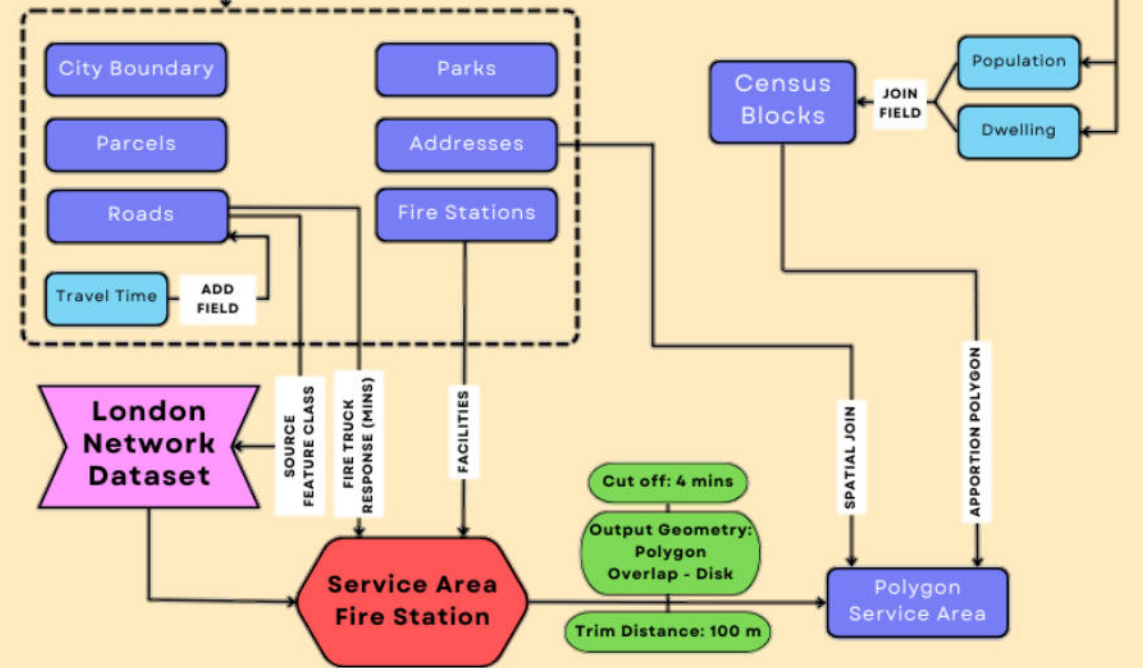 City Boundary
Parks
Parcels
Addresses
Roads
Fire Stations
Travel Time
ADD
FIELD
Census
Blocks
JOIN
FIELD
Population
Dwelling
London
Network
Dataset
SOURCE
FEATURE CLASS
FIRE TRUCK
RESPONSE (MINS)
FACILITIES
SPATIAL JOIN
APPORTION POLYGON
Service Area
Fire Station
Cut off: 4 mins
Output Geometry:
Polygon
Overlap - Disk
Trim Distance: 100 m
Polygon
Service Area